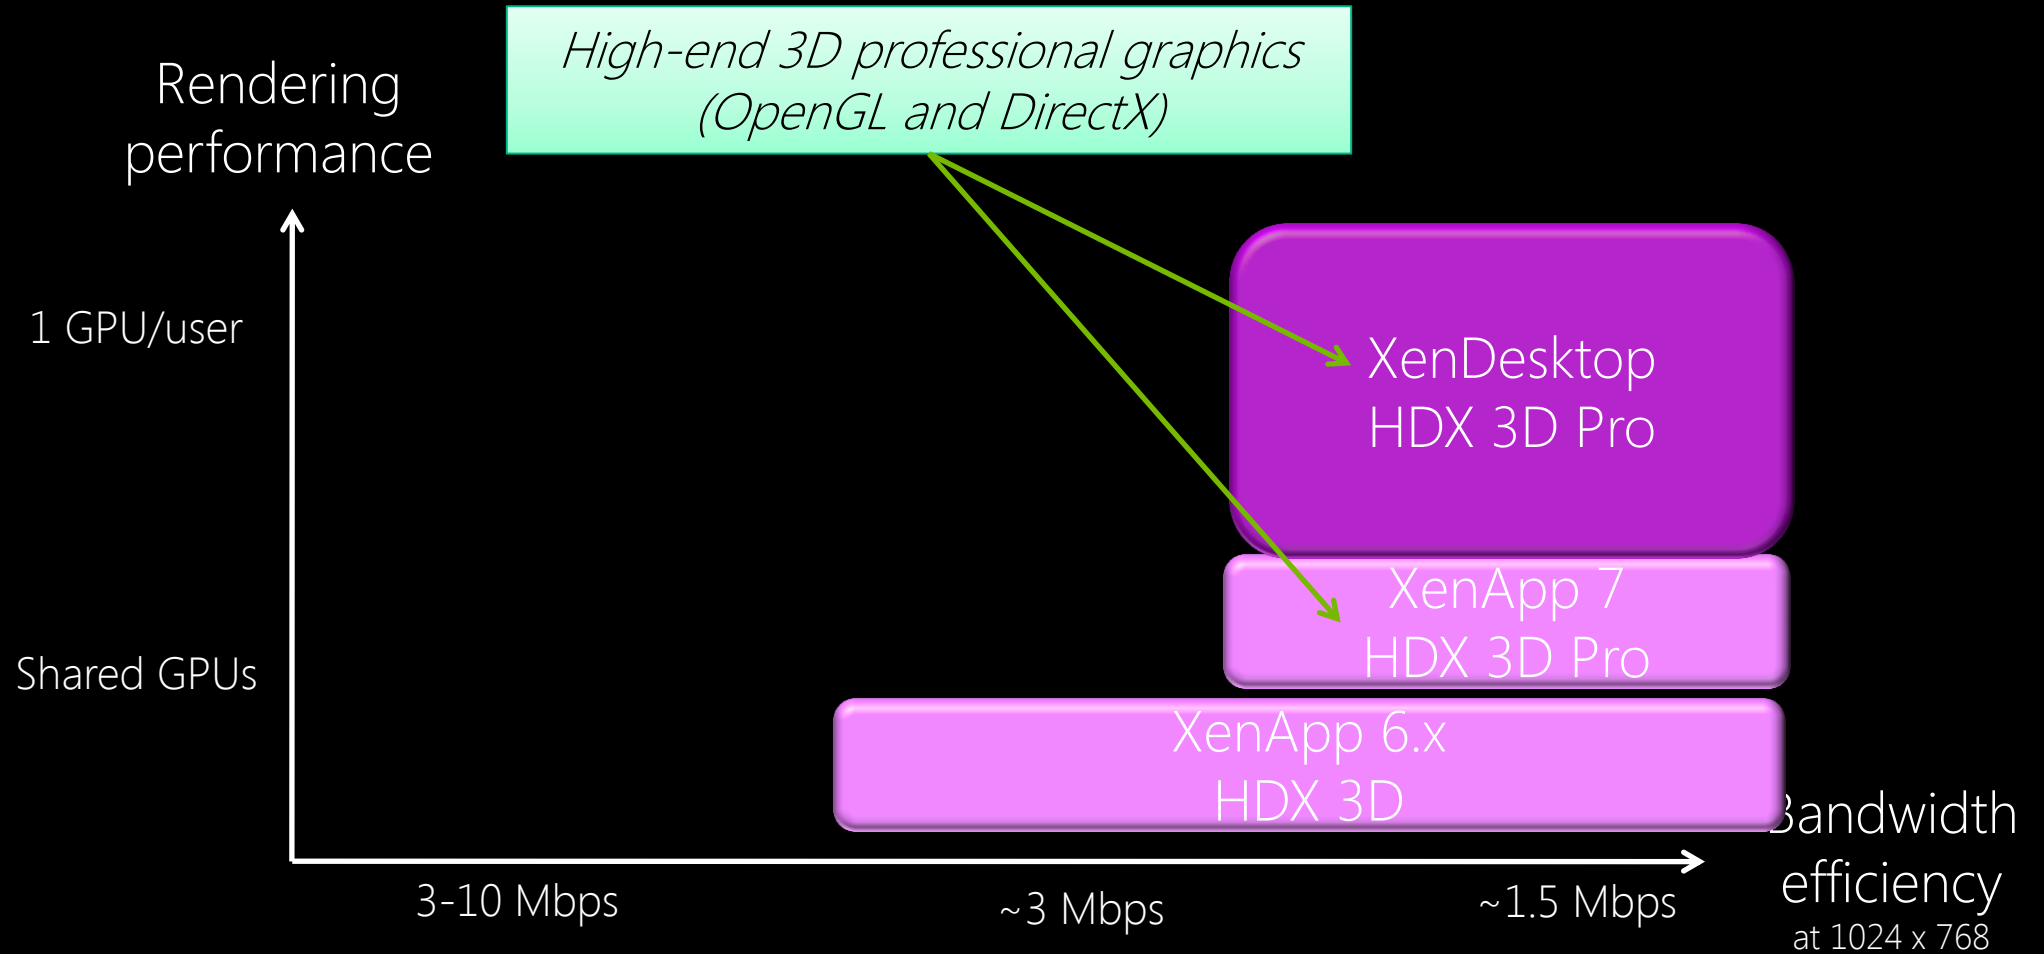 High-end 3D professional graphics
(OpenGL and DirectX)
Rendering
performance
1 GPU/user
XenDesktop
HDX 3D Pro
XenApp 7
HDX 3D Pro
Shared GPUs
XenApp 6.x
HDX 3D
Bandwidth
efficiency
at 1024 x 768
3-10 Mbps
~3 Mbps
~1.5 Mbps